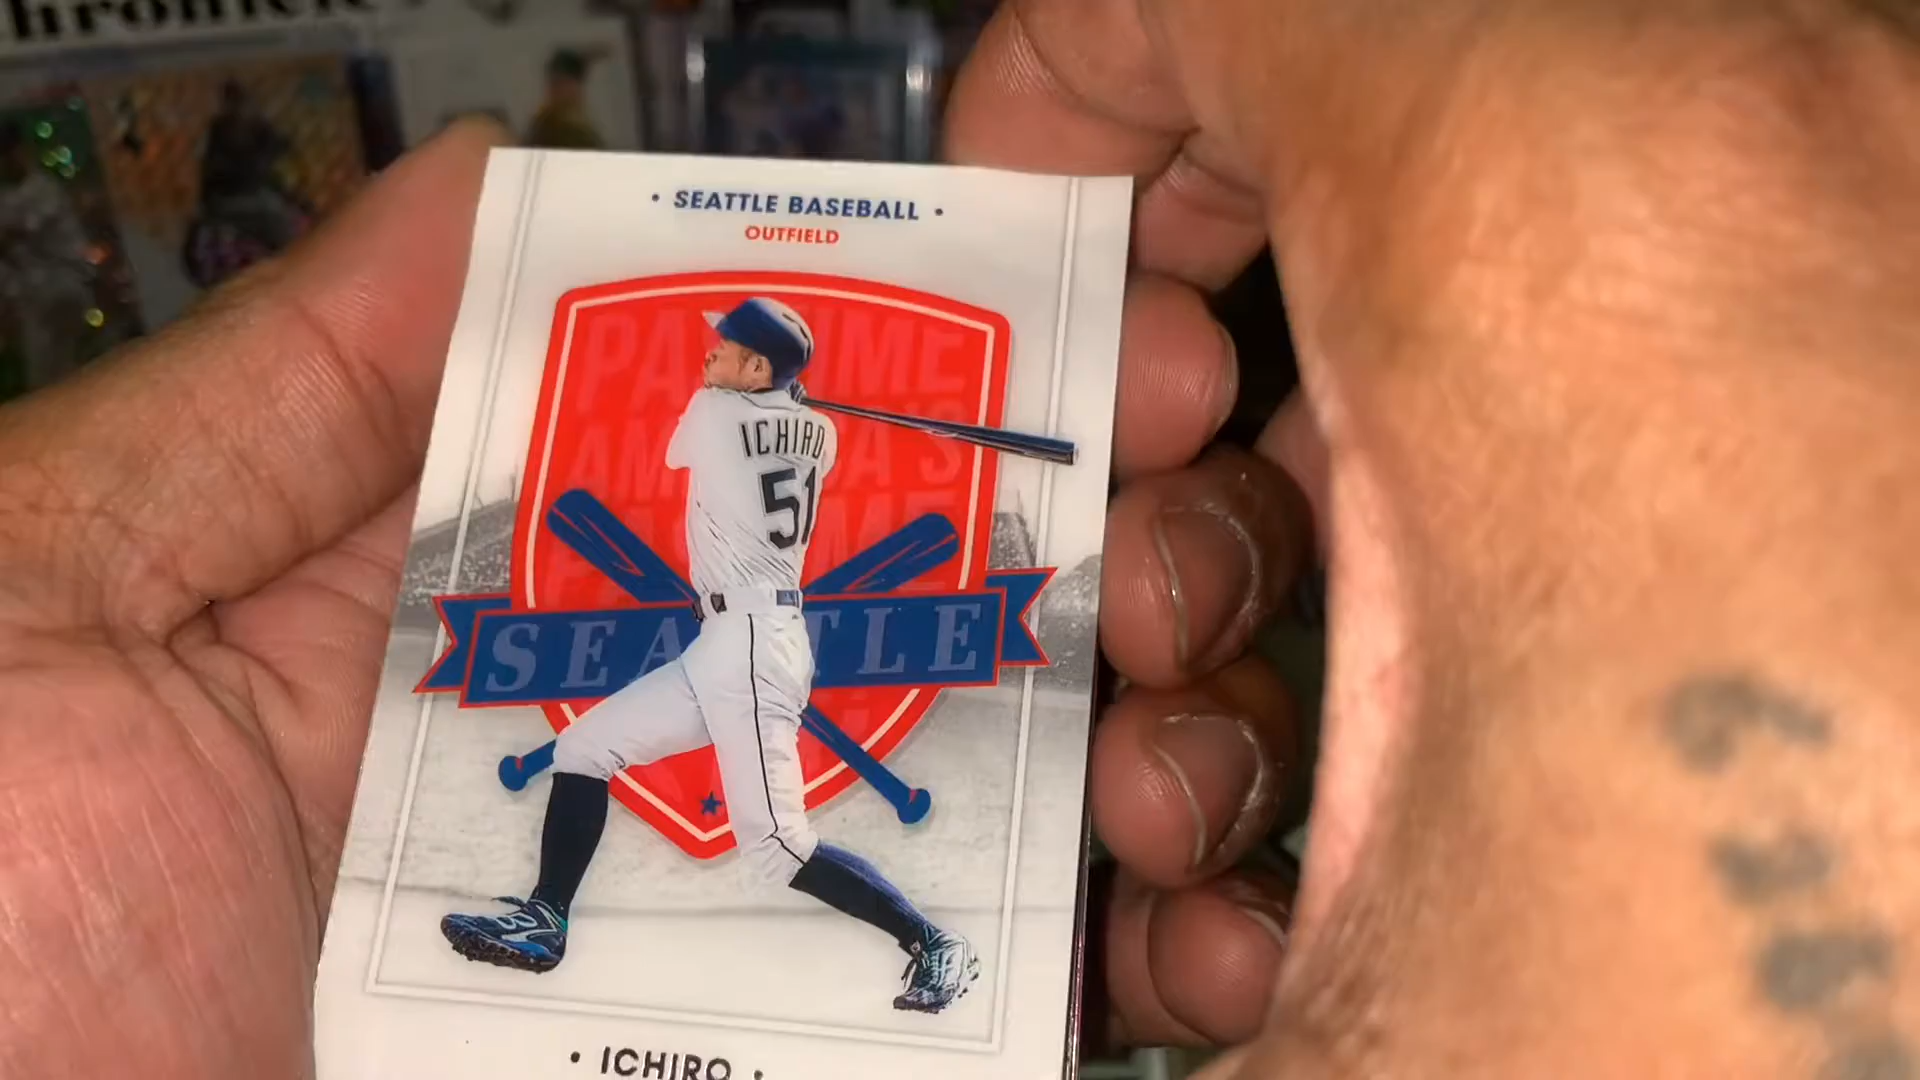 • SEATTLE BASEBALL •
OUTFIELD
ICHIRO
51
SEATTLE
• ICHIRO •